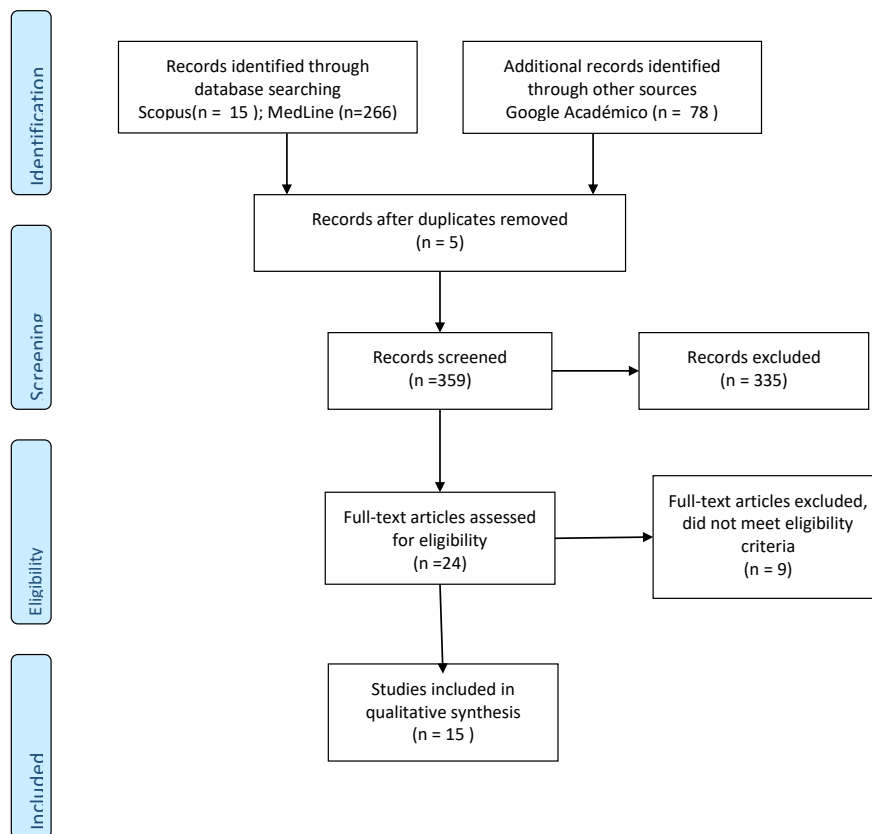 Identification
Records identified through
database searching
Scopus(n =  15 ); MedLine (n=266)
Additional records identified
through other sources
Google Académico (n =  78 )
Records after duplicates removed
(n = 5)
Screening
Records screened
(n =359)
Records excluded
(n = 335)
Eligibility
Full-text articles assessed
for eligibility
(n =24)
Full-text articles excluded,
did not meet eligibility
criteria
(n = 9)
Included
Studies included in
qualitative synthesis
(n = 15 )